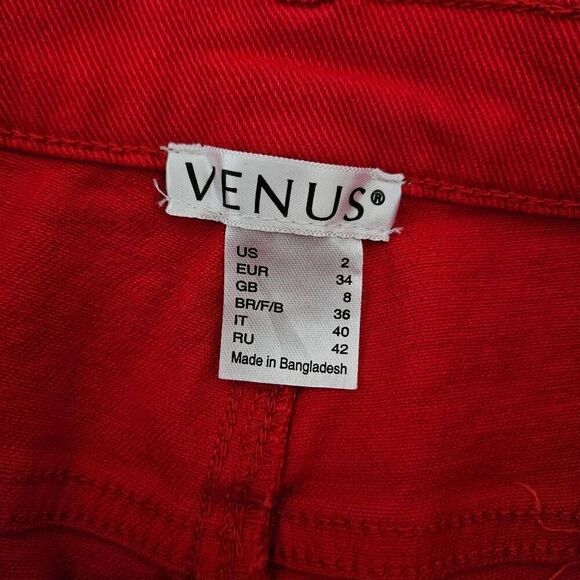 VENUS®
US 2
EUR 34
GB 8
BR/F/B 36
IT 40
RU 42
Made in Bangladesh